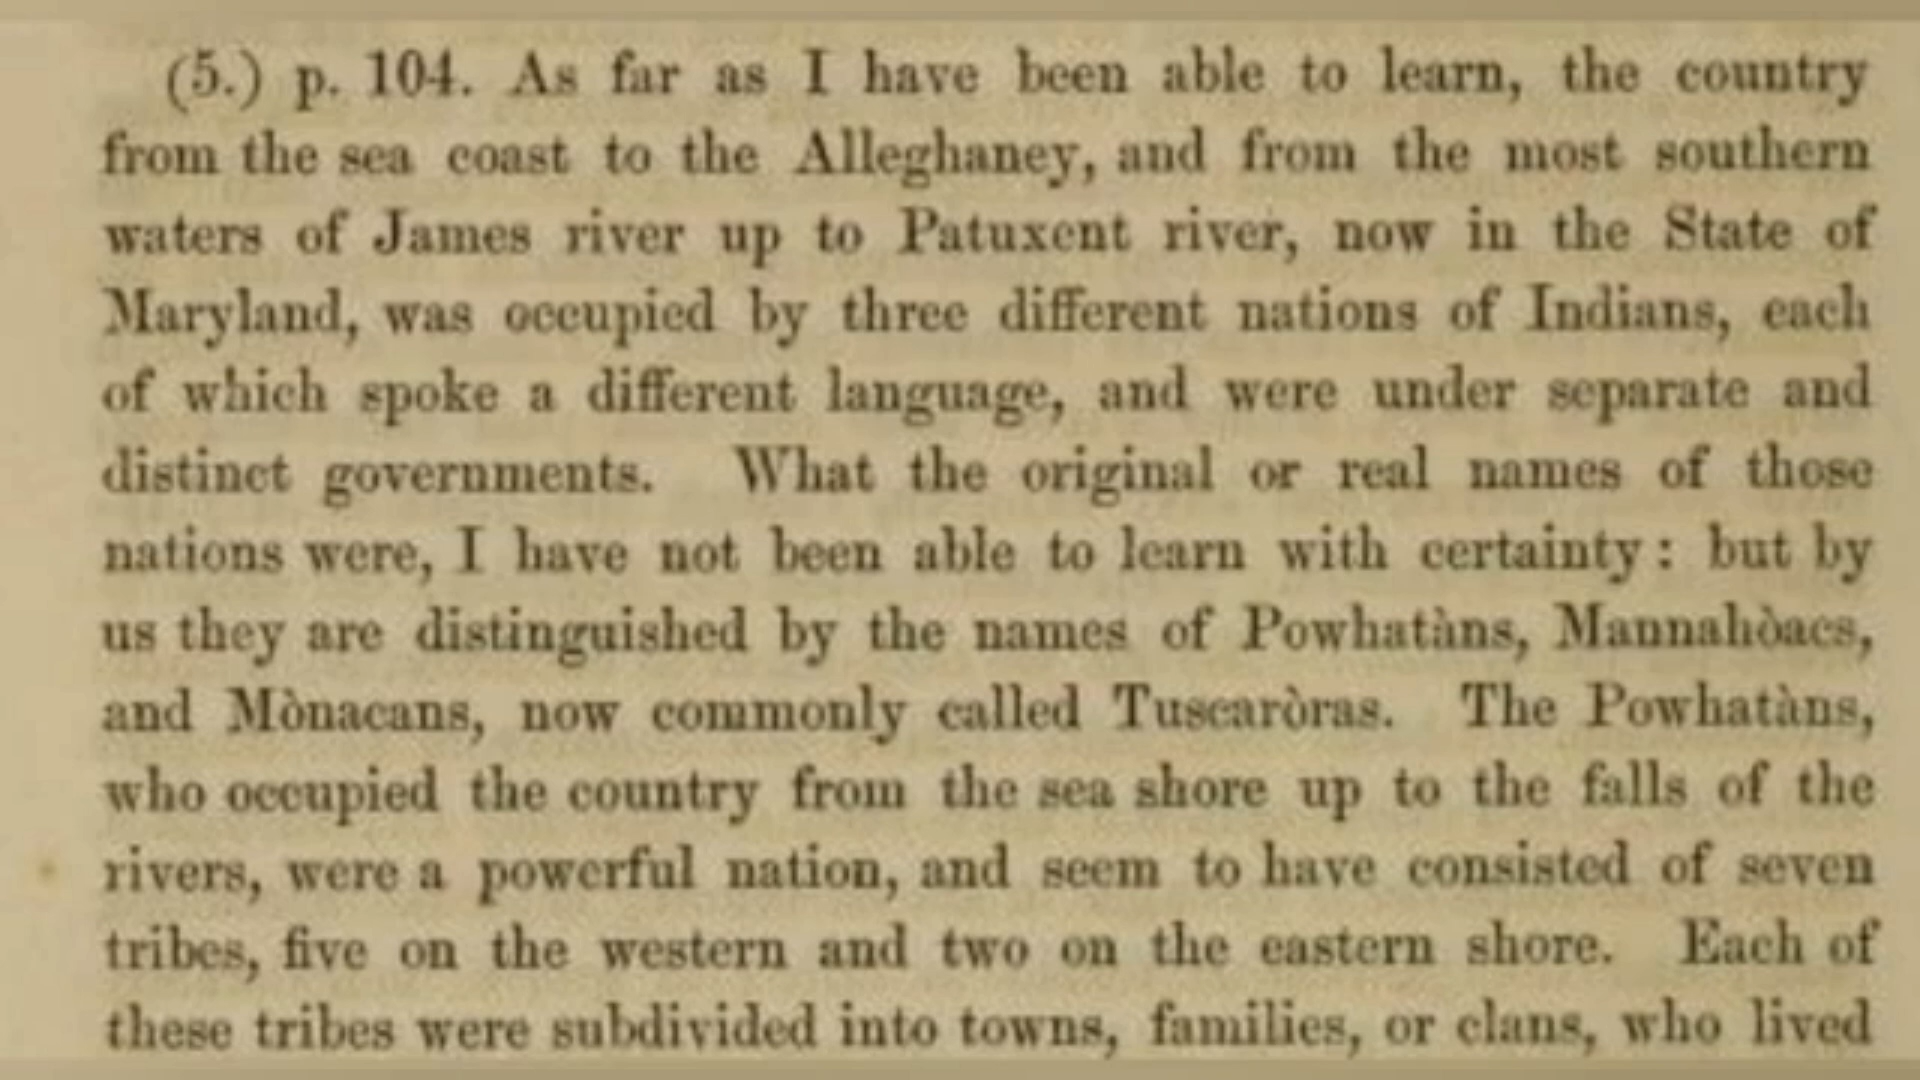 (5.) p. 104. As far as I have been able to learn, the country
from the sea coast to the Alleghaney, and from the most southern
waters of James river up to Patuxent river, now in the State of
Maryland, was occupied by three different nations of Indians, each
of which spoke a different language, and were under separate and
distinct governments. What the original or real names of those
nations were, I have not been able to learn with certainty: but by
us they are distinguished by the names of Powhatàns, Mannahòacs,
and Mònacans, now commonly called Tuscaròras. The Powhatàns,
who occupied the country from the sea shore up to the falls of the
rivers, were a powerful nation, and seem to have consisted of seven
tribes, five on the western and two on the eastern shore. Each of
these tribes were subdivided into towns, families, or clans, who lived